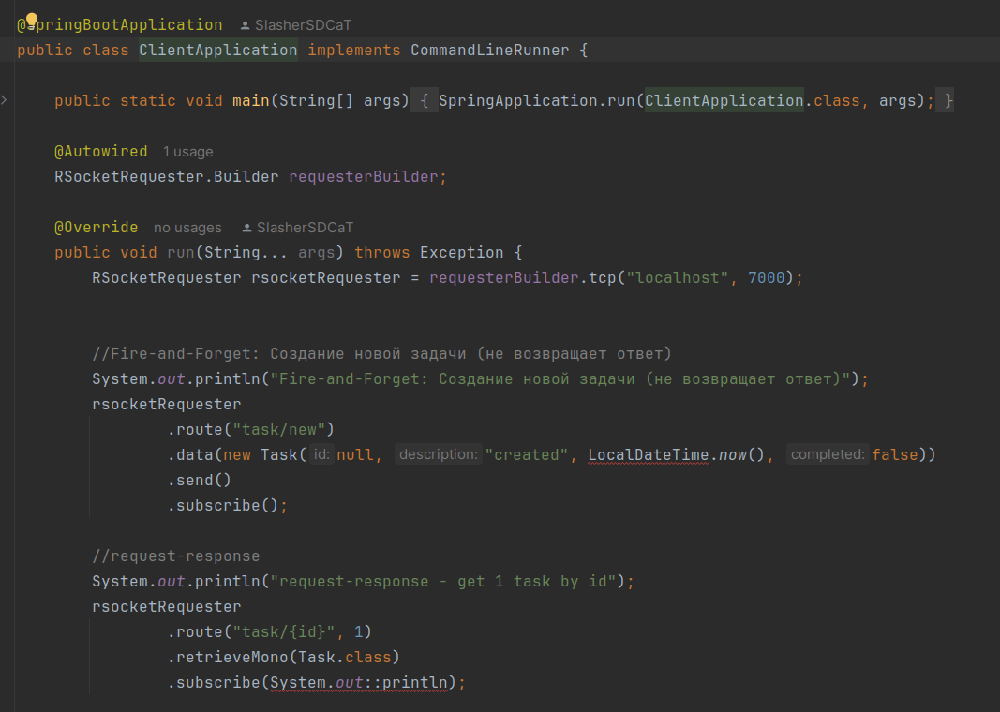 @SpringBootApplication SlasherSDCaT
public class ClientApplication implements CommandLineRunner {
public static void main(String[] args) { SpringApplication.run(ClientApplication.class, args); }
@Autowired 1 usage
RSocketRequester.Builder requesterBuilder;
@Override no usages SlasherSDCaT
public void run(String... args) throws Exception {
RSocketRequester rsocketRequester = requesterBuilder.tcp("localhost", 7000);
//Fire-and-Forget: Создание новой задачи (не возвращает ответ)
System.out.println("Fire-and-Forget: Создание новой задачи (не возвращает ответ)");
rsocketRequester
.route("task/new")
.data(new Task( id: null, description: "created", LocalDateTime.now(), completed: false))
.send()
.subscribe();
//request-response
System.out.println("request-response - get 1 task by id");
rsocketRequester
.route("task/{id}", 1)
.retrieveMono(Task.class)
.subscribe(System.out::println);